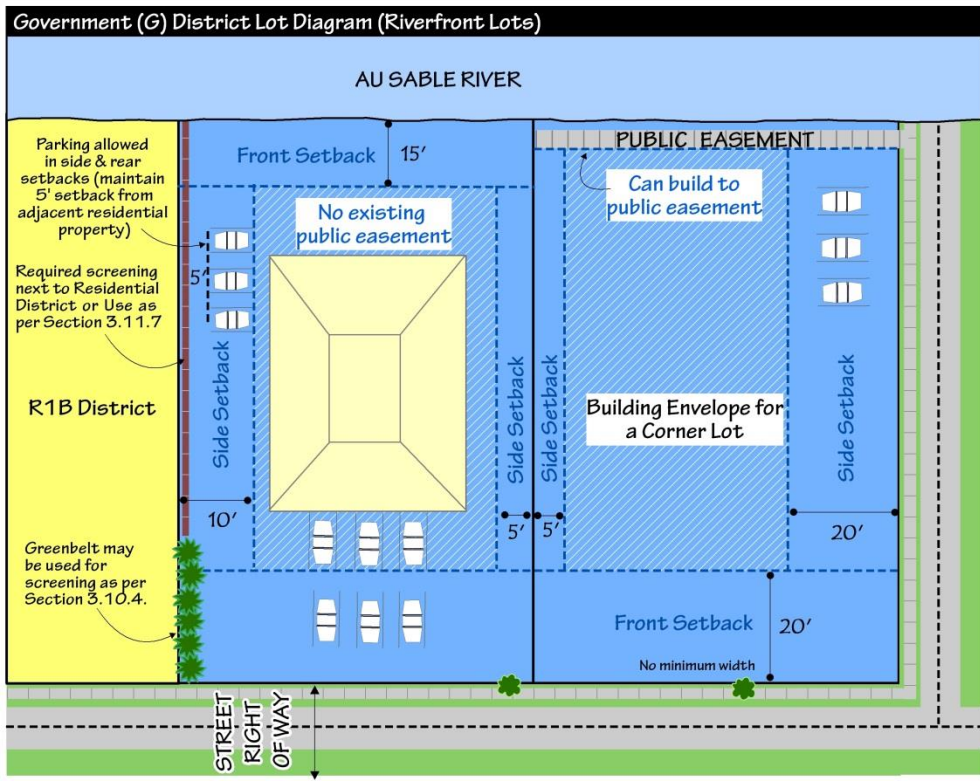 Government (G) District Lot Diagram (Riverfront Lots)
AU SABLE RIVER
Parking allowed
in side & rear
setbacks (maintain
5' setback from
adjacent residential
property)
Required screening
next to Residential
District or Use as
per Section 3.11.7
R1B District
Greenbelt may
be used for
screening as per
Section 3.10.4.
Front Setback
15'
No existing
public easement
5'
Side Setback
10'
Side Setback
5'
PUBLIC EASEMENT
Can build to
public easement
Side Setback
5'
Building Envelope for
a Corner Lot
Side Setback
20'
Front Setback
20'
No minimum width
STREET
RIGHT
OF WAY